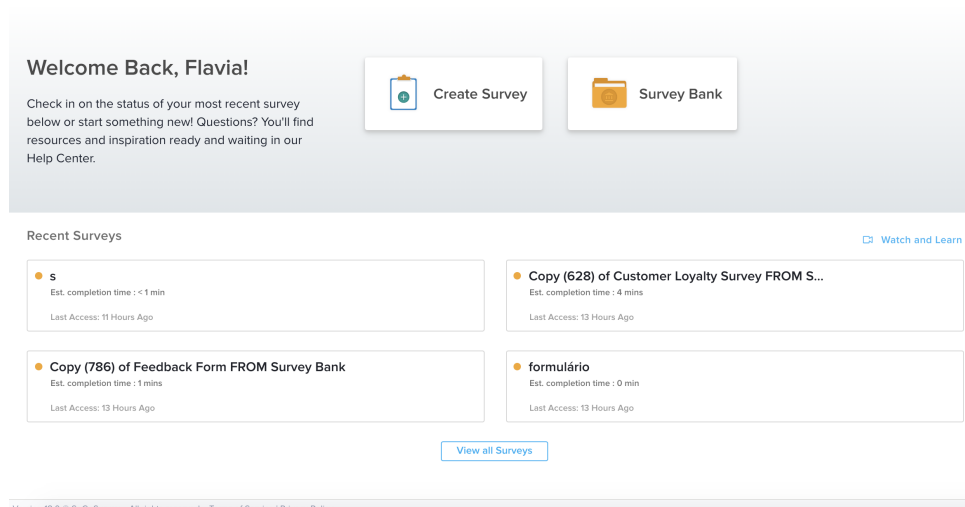 Welcome Back, Flavia!
Check in on the status of your most recent survey
below or start something new! Questions? You'll find
resources and inspiration ready and waiting in our
Help Center.
Create Survey
Survey Bank
Recent Surveys
Watch and Learn
s
Est. completion time : < 1 min
Last Access: 11 Hours Ago
Copy (628) of Customer Loyalty Survey FROM S...
Est. completion time : 4 mins
Last Access: 13 Hours Ago
Copy (786) of Feedback Form FROM Survey Bank
Est. completion time : 1 mins
Last Access: 13 Hours Ago
formulário
Est. completion time : 0 min
Last Access: 13 Hours Ago
View all Surveys